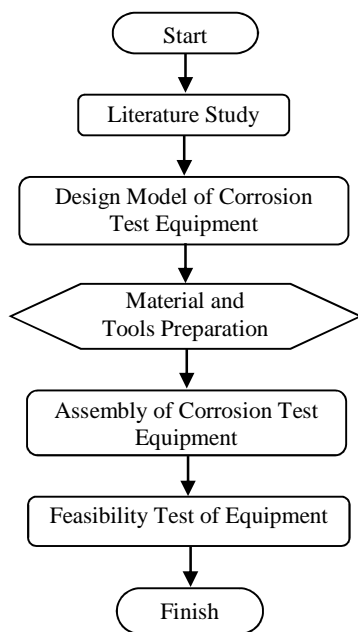 Start
Literature Study
Design Model of Corrosion
Test Equipment
Material and
Tools Preparation
Assembly of Corrosion Test
Equipment
Feasibility Test of Equipment
Finish